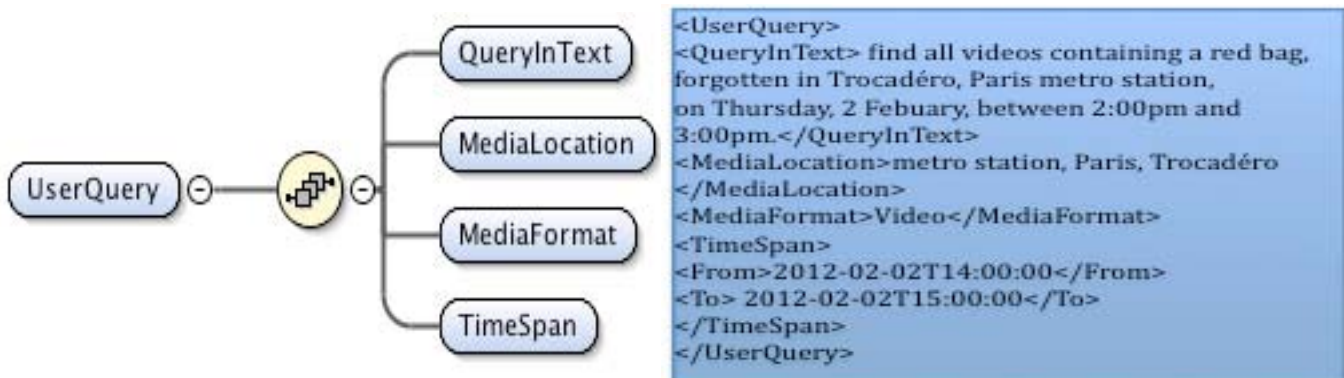 UserQuery
QueryInText
MediaLocation
MediaFormat
TimeSpan
<UserQuery>
<QueryInText> find all videos containing a red bag,
forgotten in Trocadéro, Paris metro station,
on Thursday, 2 Febuary, between 2:00pm and
3:00pm.</QueryInText>
<MediaLocation>metro station, Paris, Trocadéro
</MediaLocation>
<MediaFormat>Video</MediaFormat>
<TimeSpan>
<From>2012-02-02T14:00:00</From>
<To> 2012-02-02T15:00:00</To>
</TimeSpan>
</UserQuery>